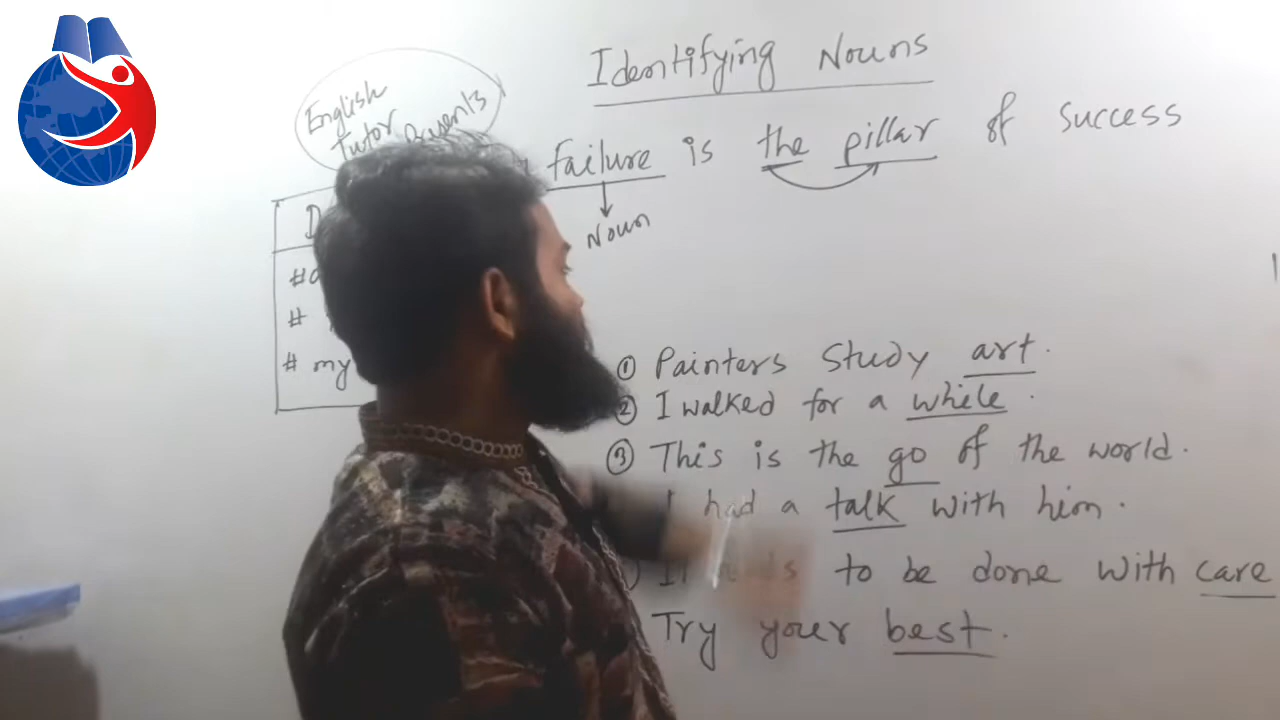 Identifying Nouns
English
Tutor Presents
failure is the pillar of success
Noun
D
#
#
# my
① Painters study art.
② I walked for a while.
③ This is the go of the world.
I had a talk with him.
to be done with care
Try your best.